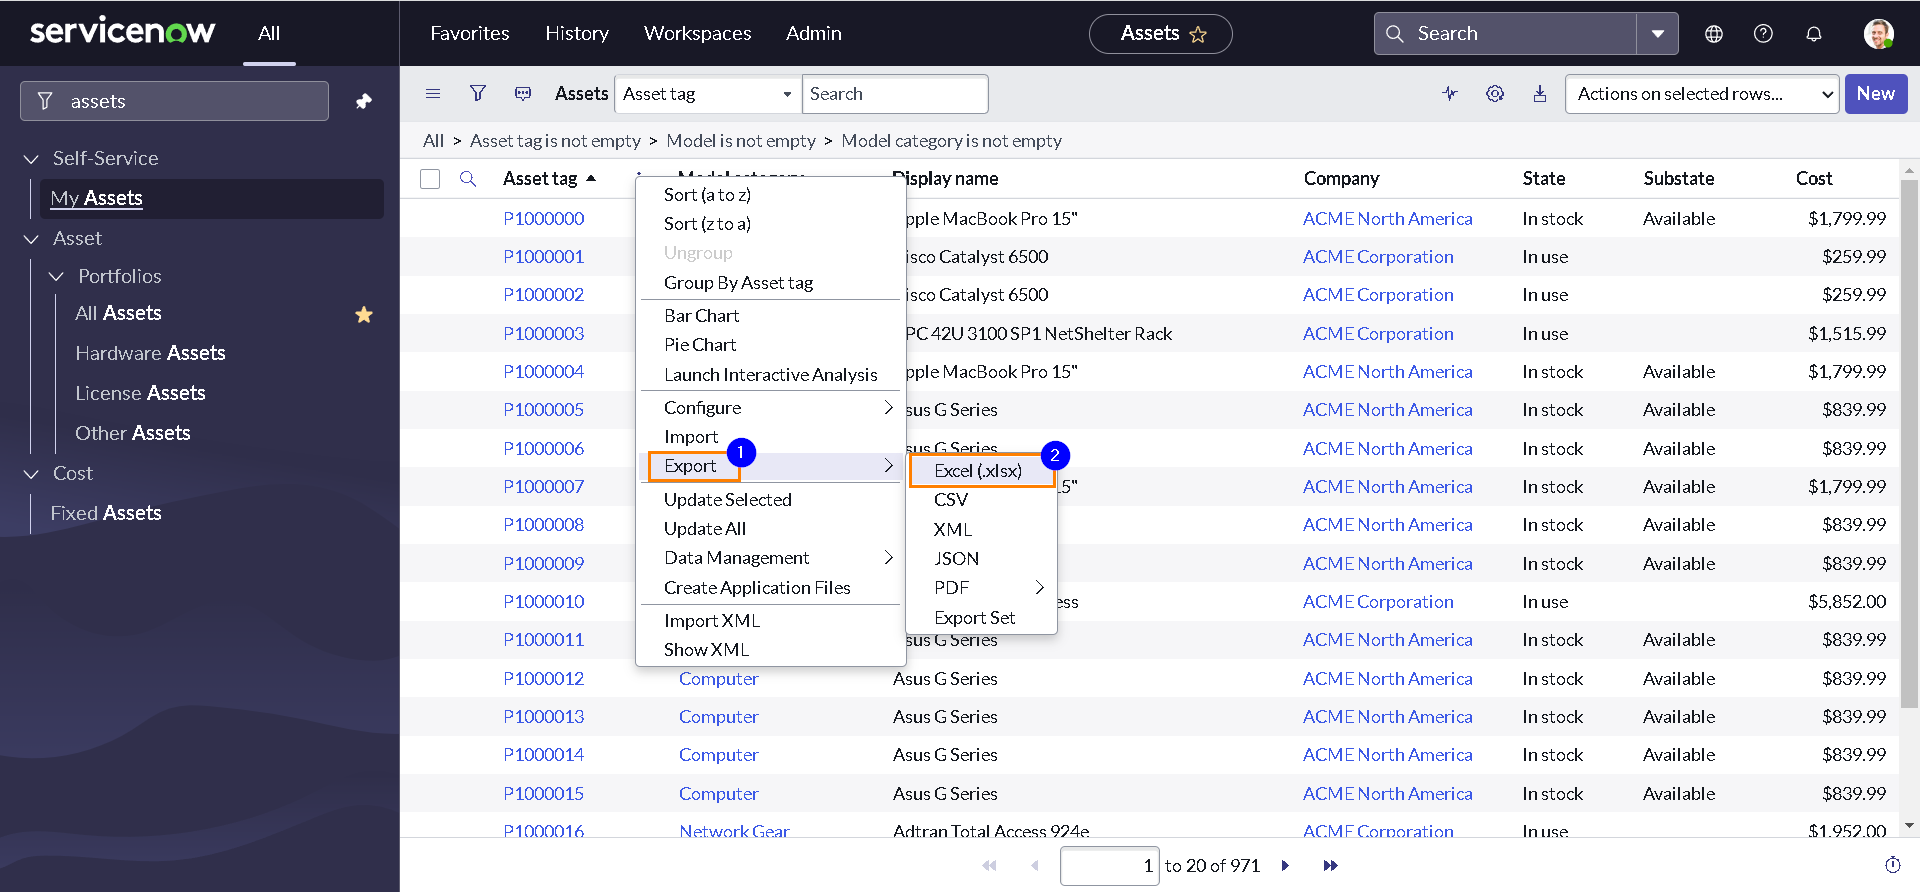 servicenow
All
Favorites
History
Workspaces
Admin
Assets
Search
assets
Self-Service
My Assets
Asset
Portfolios
All Assets
Hardware Assets
License Assets
Other Assets
Cost
Fixed Assets
Assets
Asset tag
Search
Actions on selected rows...
New
All > Asset tag is not empty > Model is not empty > Model category is not empty
Asset tag Model category Display name Company State Substate Cost
P1000000 pple MacBook Pro 15" ACME North America In stock Available $1,799.99
P1000001 isco Catalyst 6500 ACME Corporation In use $259.99
P1000002 isco Catalyst 6500 ACME Corporation In use $259.99
P1000003 PC 42U 3100 SP1 NetShelter Rack ACME Corporation In use $1,515.99
P1000004 pple MacBook Pro 15" ACME North America In stock Available $1,799.99
P1000005 sus G Series ACME North America In stock Available $839.99
P1000006 sus G Series ACME North America In stock Available $839.99
P1000007 15" ACME North America In stock Available $1,799.99
P1000008 ACME North America In stock Available $839.99
P1000009 ACME North America In stock Available $839.99
P1000010 ess ACME Corporation In use $5,852.00
P1000011 sus G Series ACME North America In stock Available $839.99
P1000012 Computer Asus G Series ACME North America In stock Available $839.99
P1000013 Computer Asus G Series ACME North America In stock Available $839.99
P1000014 Computer Asus G Series ACME North America In stock Available $839.99
P1000015 Computer Asus G Series ACME North America In stock Available $839.99
P1000016 Network Gear Adtran Total Access 924e ACME Corporation In use $1,952.00
Sort (a to z)
Sort (z to a)
Ungroup
Group By Asset tag
Bar Chart
Pie Chart
Launch Interactive Analysis
Configure
Import
Export
1
Update Selected
Update All
Data Management
Create Application Files
Import XML
Show XML
2
Excel (.xlsx)
CSV
XML
JSON
PDF
Export Set
1 to 20 of 971